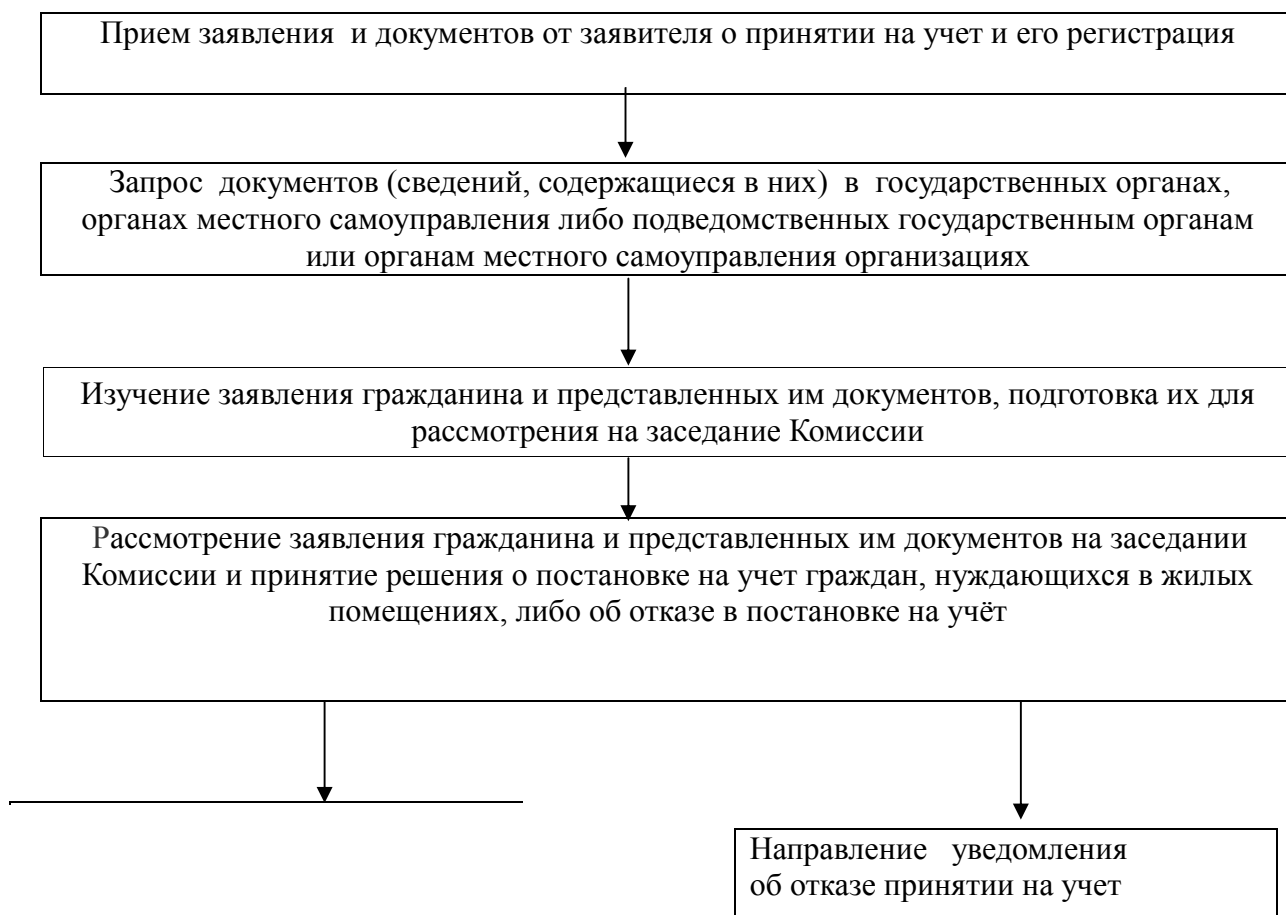 Прием заявления и документов от заявителя о принятии на учет и его регистрация
Запрос документов (сведений, содержащиеся в них) в государственных органах,
органах местного самоуправления либо подведомственных государственным органам
или органам местного самоуправления организациях
Изучение заявления гражданина и представленных им документов, подготовка их для
рассмотрения на заседание Комиссии
Рассмотрение заявления гражданина и представленных им документов на заседании
Комиссии и принятие решения о постановке на учет граждан, нуждающихся в жилых
помещениях, либо об отказе в постановке на учёт
Направление уведомления
об отказе принятии на учет